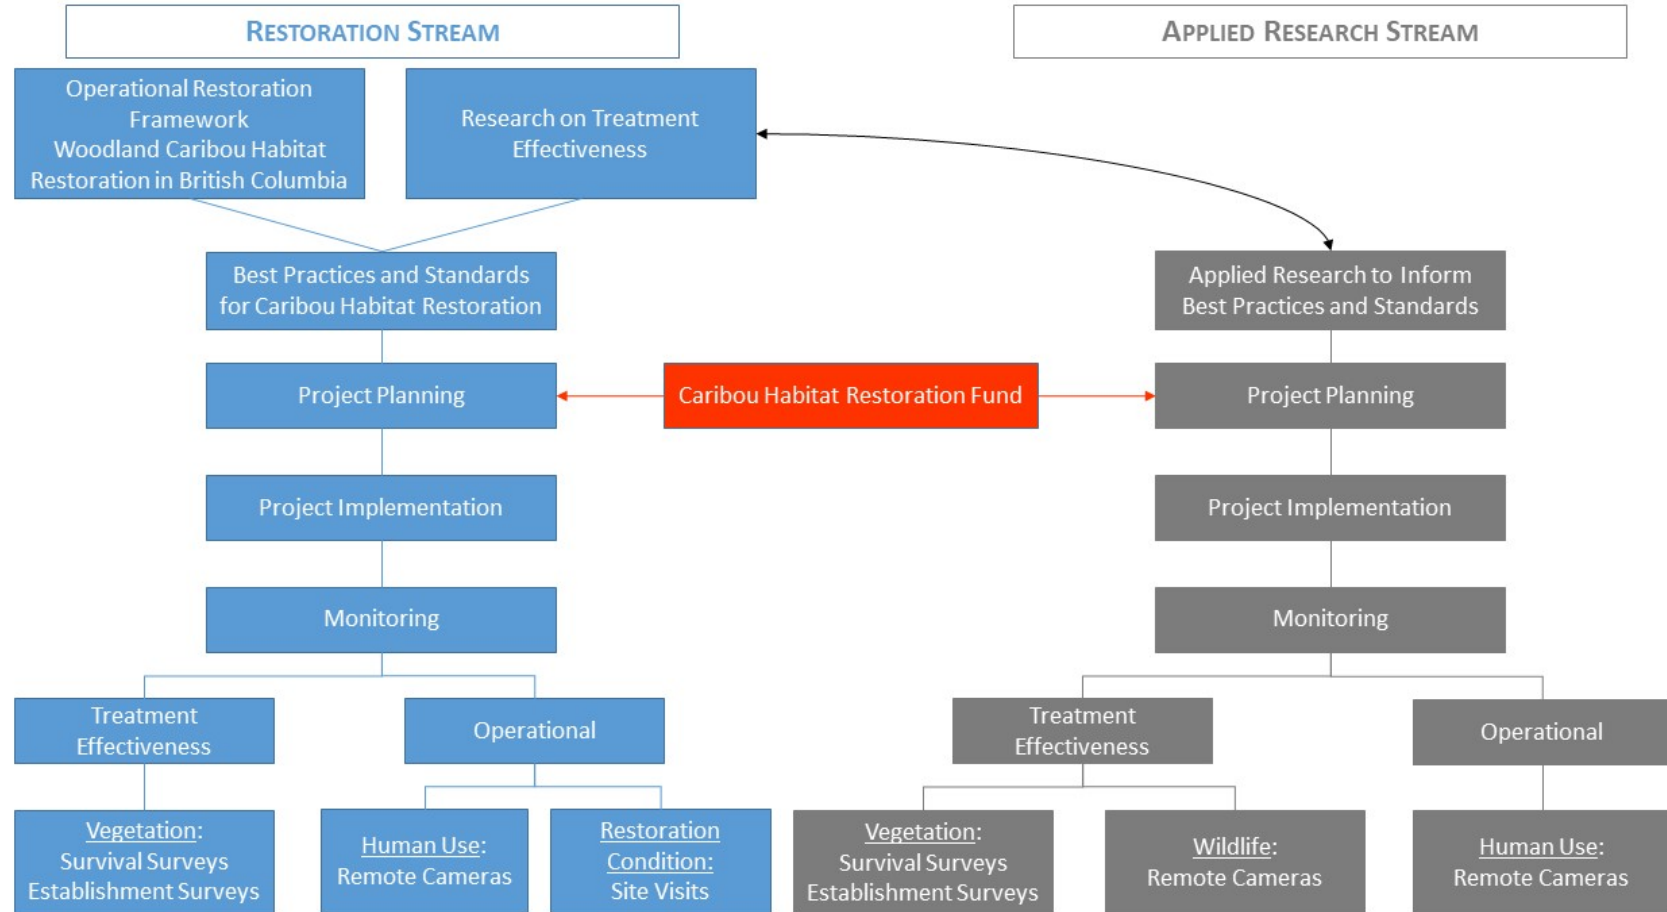 RESTORATION STREAM
APPLIED RESEARCH STREAM
Operational Restoration
Framework
Woodland Caribou Habitat
Restoration in British Columbia
Research on Treatment
Effectiveness
Best Practices and Standards
for Caribou Habitat Restoration
Applied Research to Inform
Best Practices and Standards
Project Planning
Caribou Habitat Restoration Fund
Project Planning
Project Implementation
Project Implementation
Monitoring
Monitoring
Treatment
Effectiveness
Operational
Treatment
Effectiveness
Operational
Vegetation:
Survival Surveys
Establishment Surveys
Human Use:
Remote Cameras
Restoration
Condition:
Site Visits
Vegetation:
Survival Surveys
Establishment Surveys
Wildlife:
Remote Cameras
Human Use:
Remote Cameras